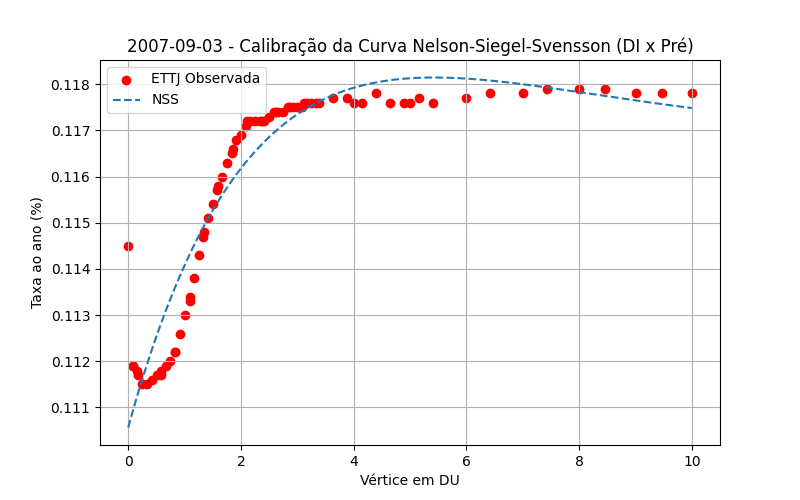 2007-09-03 - Calibração da Curva Nelson-Siegel-Svensson (DI x Pré)
ETTJ Observada
NSS
Taxa ao ano (%)
0.118
0.117
0.116
0.115
0.114
0.113
0.112
0.111
0 2 4 6 8 10
Vértice em DU